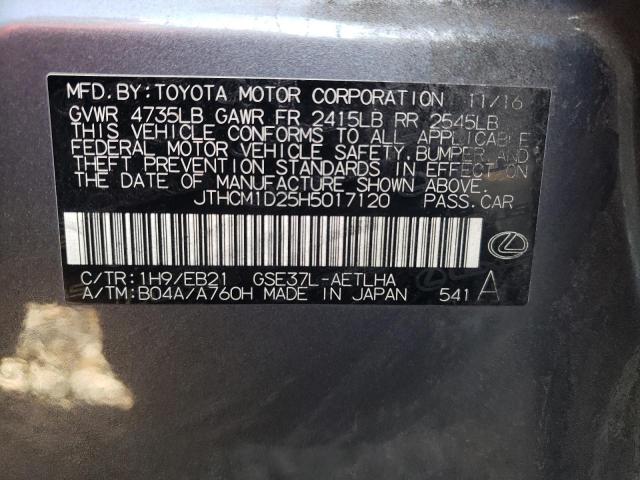 MFD. BY: TOYOTA MOTOR CORPORATION 11/16
GVWR 4735LB GAWR FR 2415LB RR 2545LB
THIS VEHICLE CONFORMS TO ALL APPLICABLE
FEDERAL MOTOR VEHICLE SAFETY, BUMPER, AND
THEFT PREVENTION STANDARDS IN EFFECT ON
THE DATE OF MANUFACTURE SHOWN ABOVE.
JTHCM1D25H5017120 PASS. CAR
C/TR: 1H9/EB21 GSE37L-AETLHA
A/TM: B04A/A760H MADE IN JAPAN 541 A